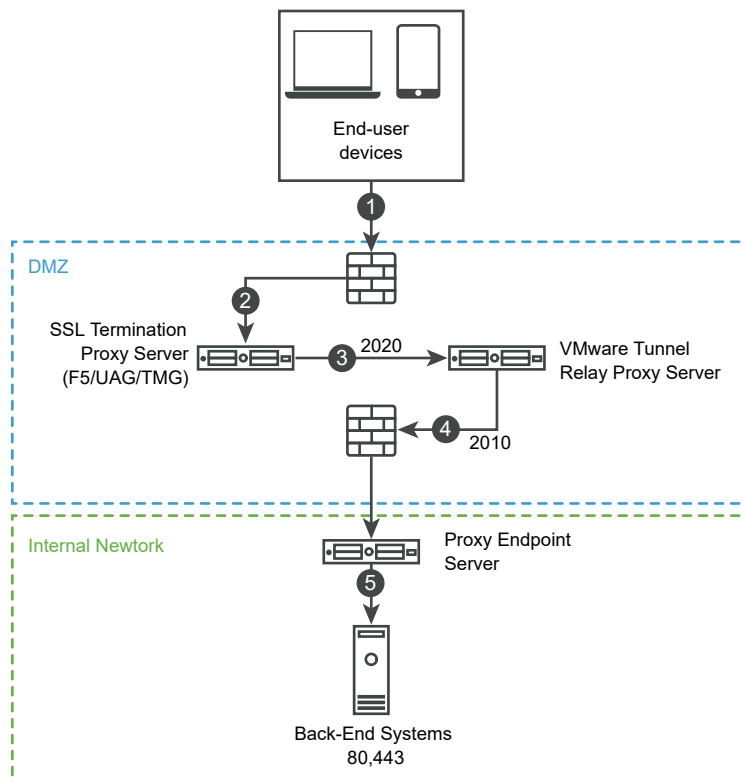 End-user
devices
1
DMZ
2
SSL Termination
Proxy Server
(F5/UAG/TMG)
3
2020
VMware Tunnel
Relay Proxy Server
4
2010
Internal Newtork
Proxy Endpoint
Server
5
Back-End Systems
80,443